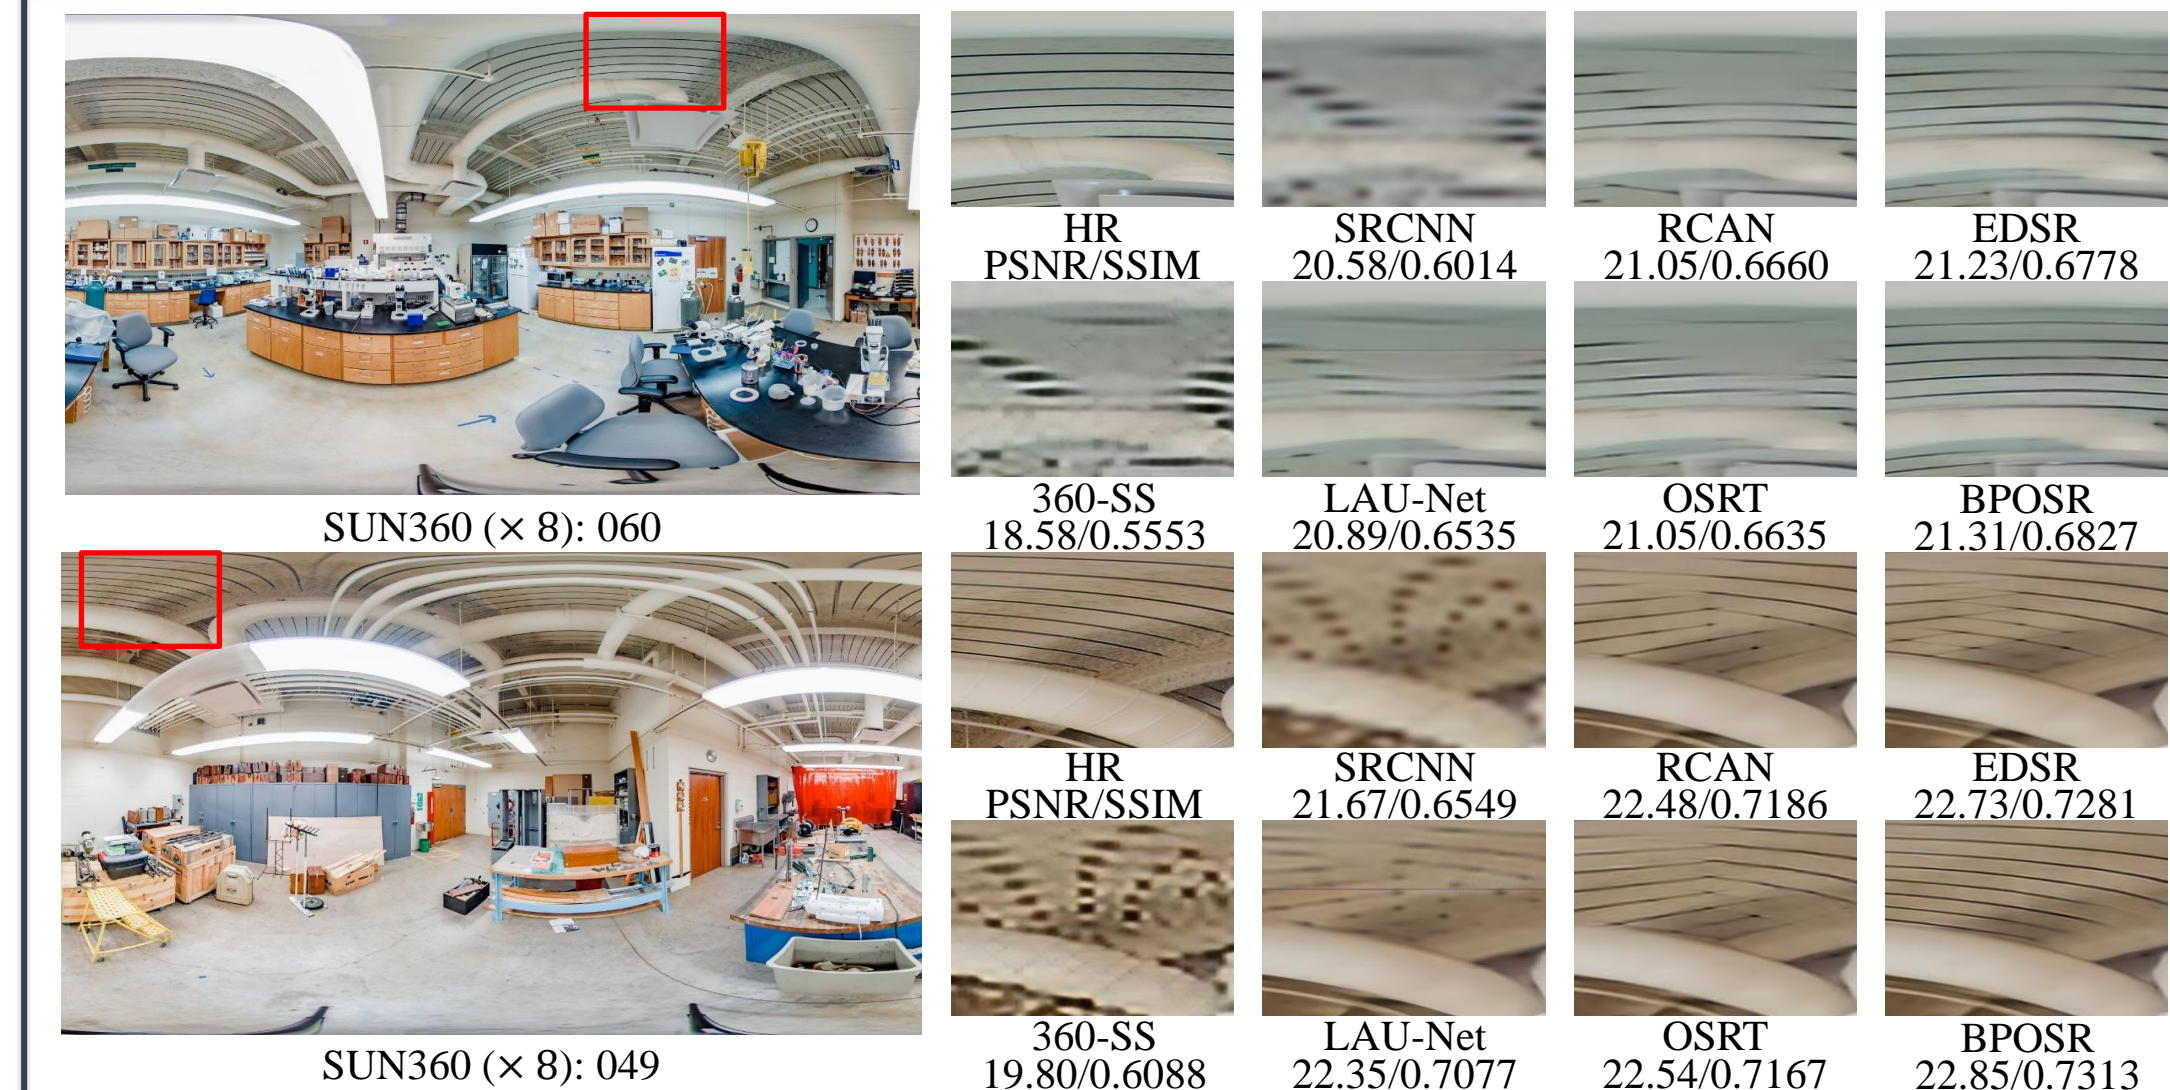 HR
PSNR/SSIM
SRCNN
20.58/0.6014
RCAN
21.05/0.6660
EDSR
21.23/0.6778
360-SS
18.58/0.5553
LAU-Net
20.89/0.6535
OSRT
21.05/0.6635
BPOSR
21.31/0.6827
SUN360 (× 8): 060
HR
PSNR/SSIM
SRCNN
21.67/0.6549
RCAN
22.48/0.7186
EDSR
22.73/0.7281
360-SS
19.80/0.6088
LAU-Net
22.35/0.7077
OSRT
22.54/0.7167
BPOSR
22.85/0.7313
SUN360 (× 8): 049